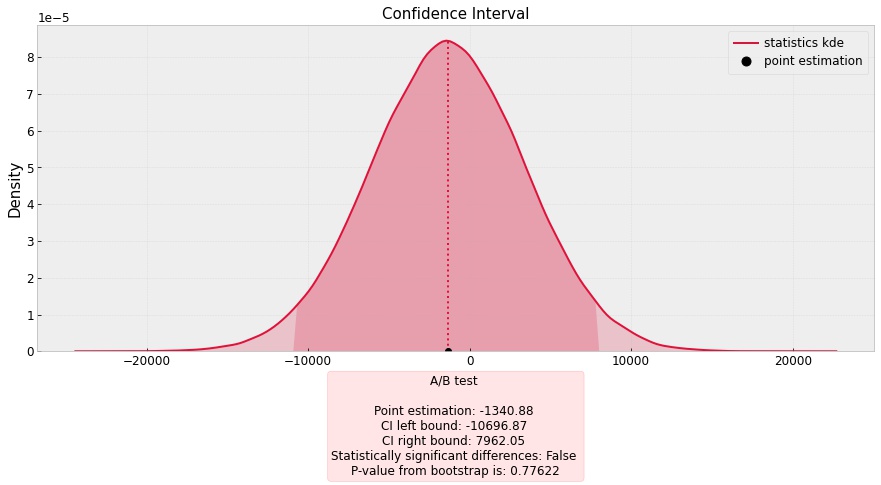 Confidence Interval
1e−5
statistics kde
point estimation
Density
8
7
6
5
4
3
2
1
0
−20000
−10000
0
10000
20000
A/B test
Point estimation: -1340.88
CI left bound: -10696.87
CI right bound: 7962.05
Statistically significant differences: False
P-value from bootstrap is: 0.77622